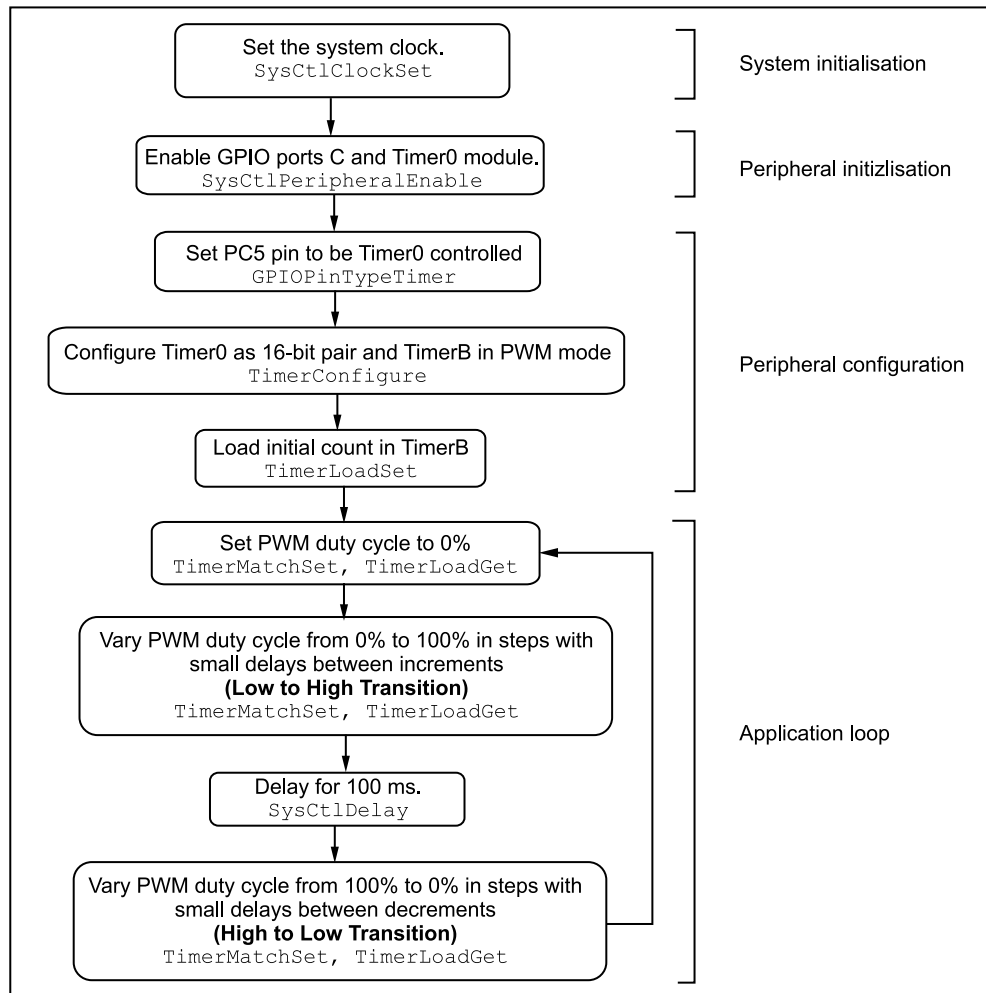 Set the system clock.
SysCtlClockSet
System initialisation
Enable GPIO ports C and Timer0 module.
SysCtlPeripheralEnable
Peripheral initizlisation
Set PC5 pin to be Timer0 controlled
GPIOPinTypeTimer
Configure Timer0 as 16-bit pair and TimerB in PWM mode
TimerConfigure
Peripheral configuration
Load initial count in TimerB
TimerLoadSet
Set PWM duty cycle to 0%
TimerMatchSet, TimerLoadGet
Vary PWM duty cycle from 0% to 100% in steps with
small delays between increments
(Low to High Transition)
TimerMatchSet, TimerLoadGet
Application loop
Delay for 100 ms.
SysCtlDelay
Vary PWM duty cycle from 100% to 0% in steps with
small delays between decrements
(High to Low Transition)
TimerMatchSet, TimerLoadGet